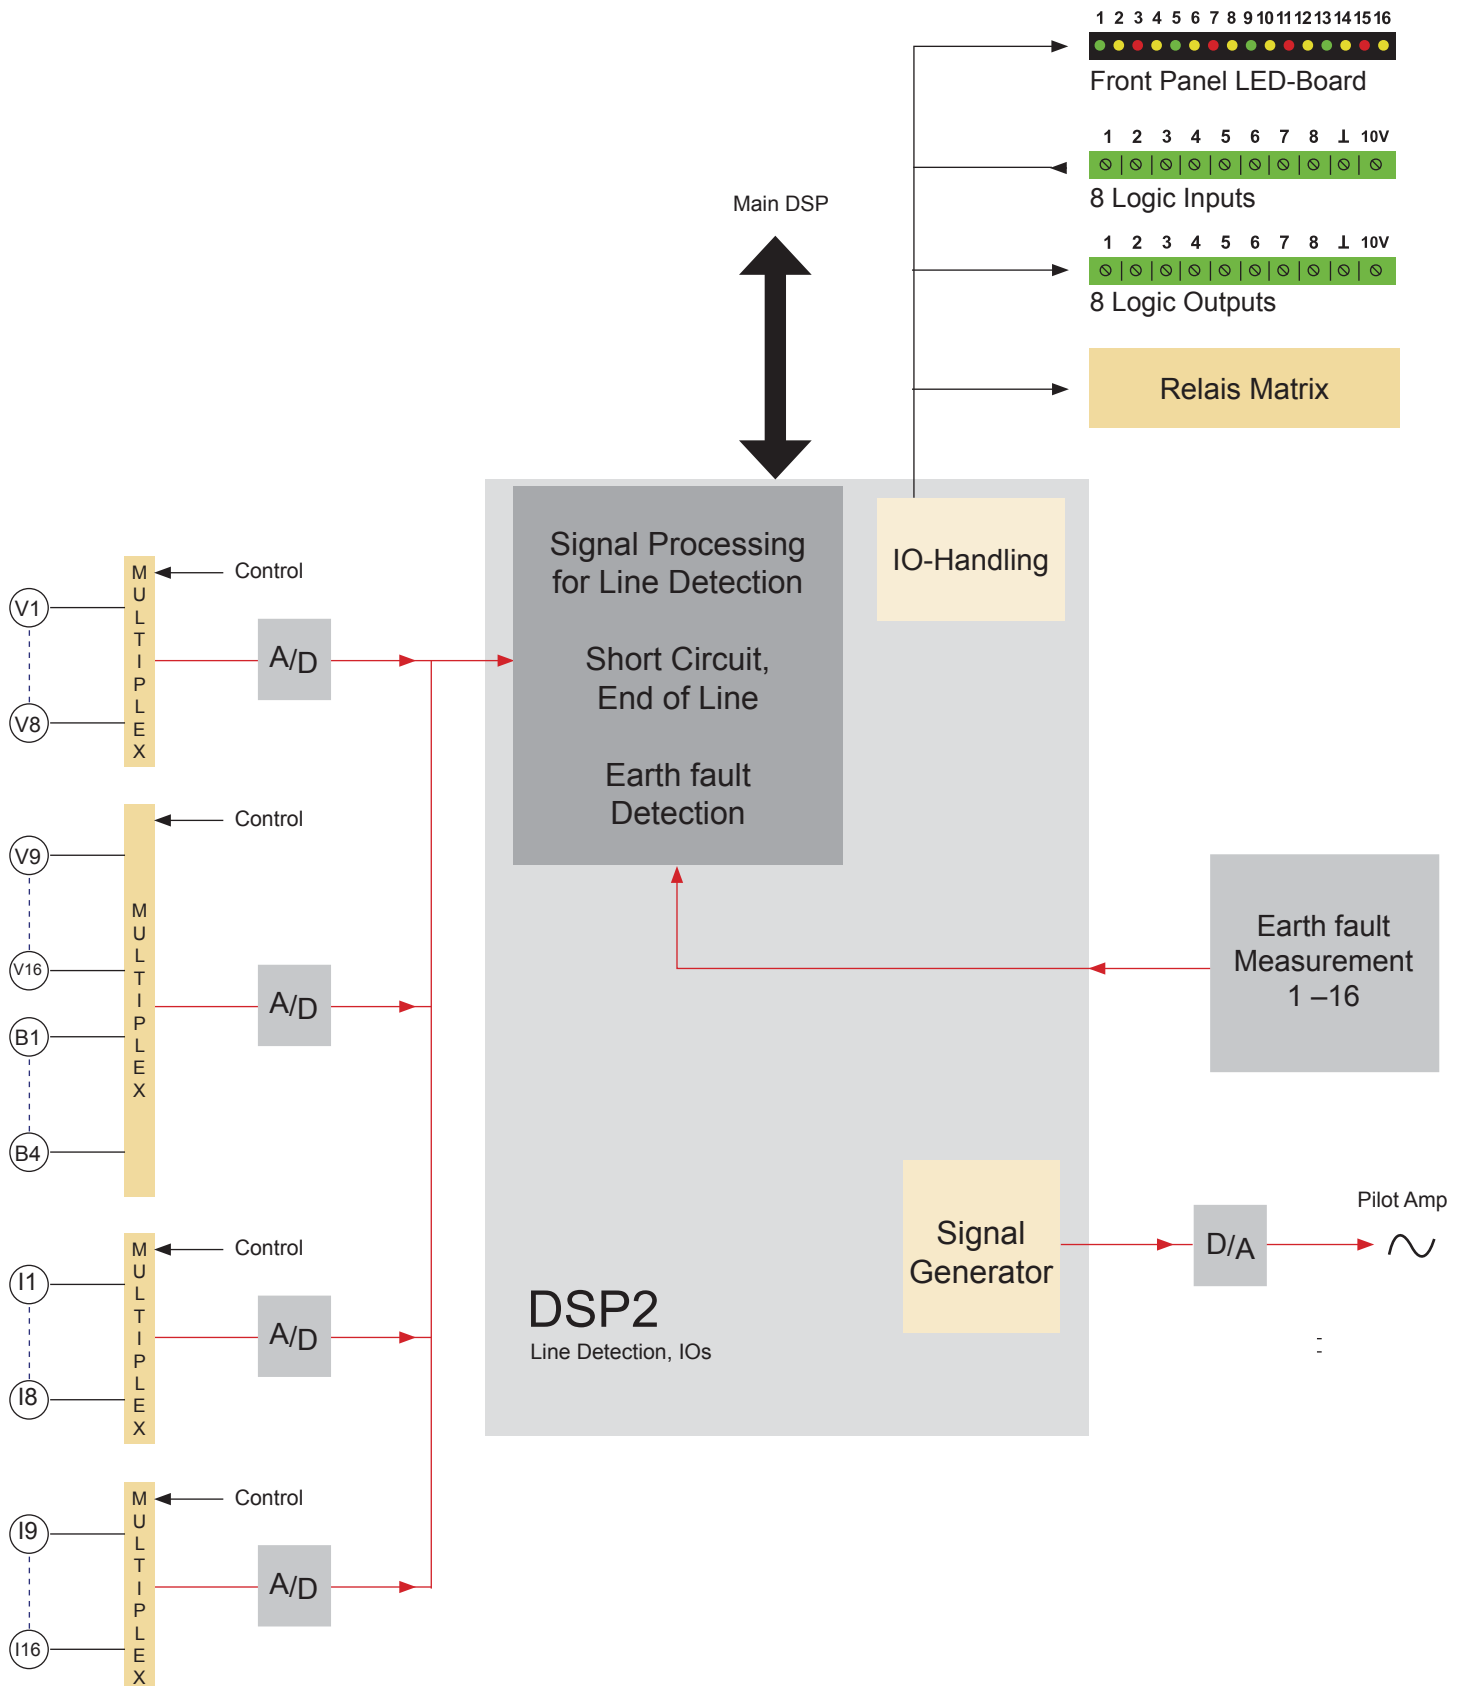 1 2 3 4 5 6 7 8 9 10 11 12 13 14 15 16
Front Panel LED-Board
1 2 3 4 5 6 7 8 ⊥ 10V
8 Logic Inputs
1 2 3 4 5 6 7 8 ⊥ 10V
8 Logic Outputs
Relais Matrix
Main DSP
Signal Processing
for Line Detection
Short Circuit,
End of Line
Earth fault
Detection
IO-Handling
MULTIPLEX
Control
V1
V8
A/D
MULTIPLEX
Control
V9
V16
B1
B4
A/D
Earth fault
Measurement
1 –16
Signal
Generator
D/A
Pilot Amp
DSP2
Line Detection, IOs
MULTIPLEX
Control
I1
I8
A/D
MULTIPLEX
Control
I9
I16
A/D